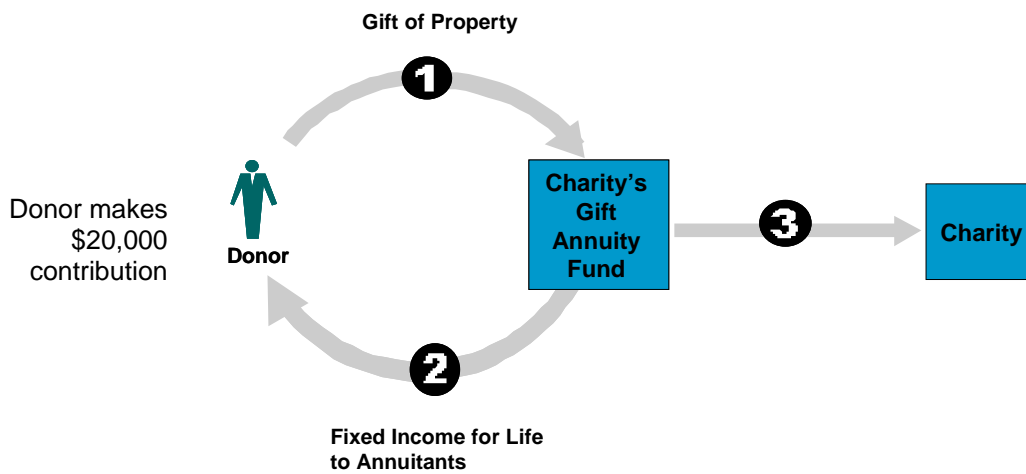 Gift of Property
1
Donor makes
$20,000
contribution
Donor
Charity's
Gift
Annuity
Fund
3
Charity
2
Fixed Income for Life
to Annuitants